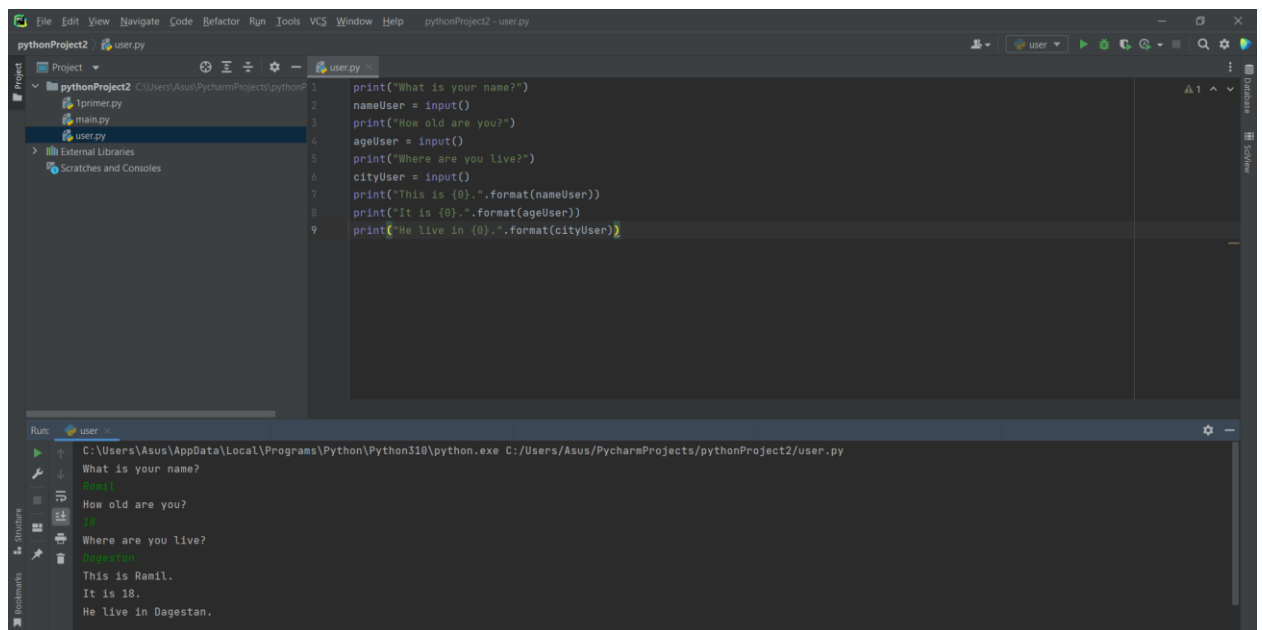 File Edit View Navigate Code Refactor Run Tools VCS Window Help pythonProject2 - user.py
pythonProject2 user.py user
Project user.py
pythonProject2 C:\Users\Asus\PycharmProjects\pythonP
1primer.py
main.py
user.py
External Libraries
Scratches and Consoles
1 print("What is your name?")
2 nameUser = input()
3 print("How old are you?")
4 ageUser = input()
5 print("Where are you live?")
6 cityUser = input()
7 print("This is {0}.".format(nameUser))
8 print("It is {0}.".format(ageUser))
9 print("He live in {0}.".format(cityUser))
1
Project
Database
SciView
Run: user
C:\Users\Asus\AppData\Local\Programs\Python\Python310\python.exe C:/Users/Asus/PycharmProjects/pythonProject2/user.py
What is your name?
Ramil
How old are you?
18
Where are you live?
Dagestan
This is Ramil.
It is 18.
He live in Dagestan.
Structure
Bookmarks